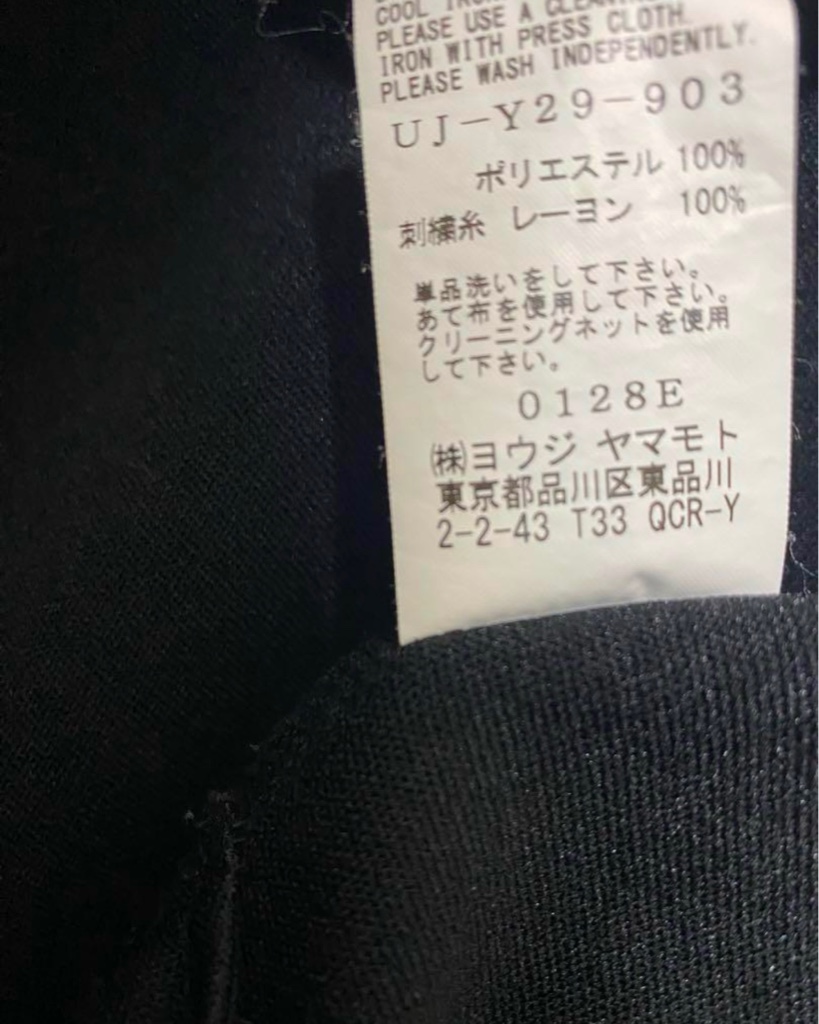 COOL
PLEASE USE A
IRON WITH PRESS CLOTH.
PLEASE WASH INDEPENDENTLY.
UJ-Y29-903
ポリエステル 100%
刺繍糸 レーヨン 100%
単品洗いをして下さい。
あて布を使用して下さい。
クリーニングネットを使用
して下さい。
0128E
㈱ヨウジ ヤマモト
東京都品川区東品川
2-2-43 T33 QCR-Y